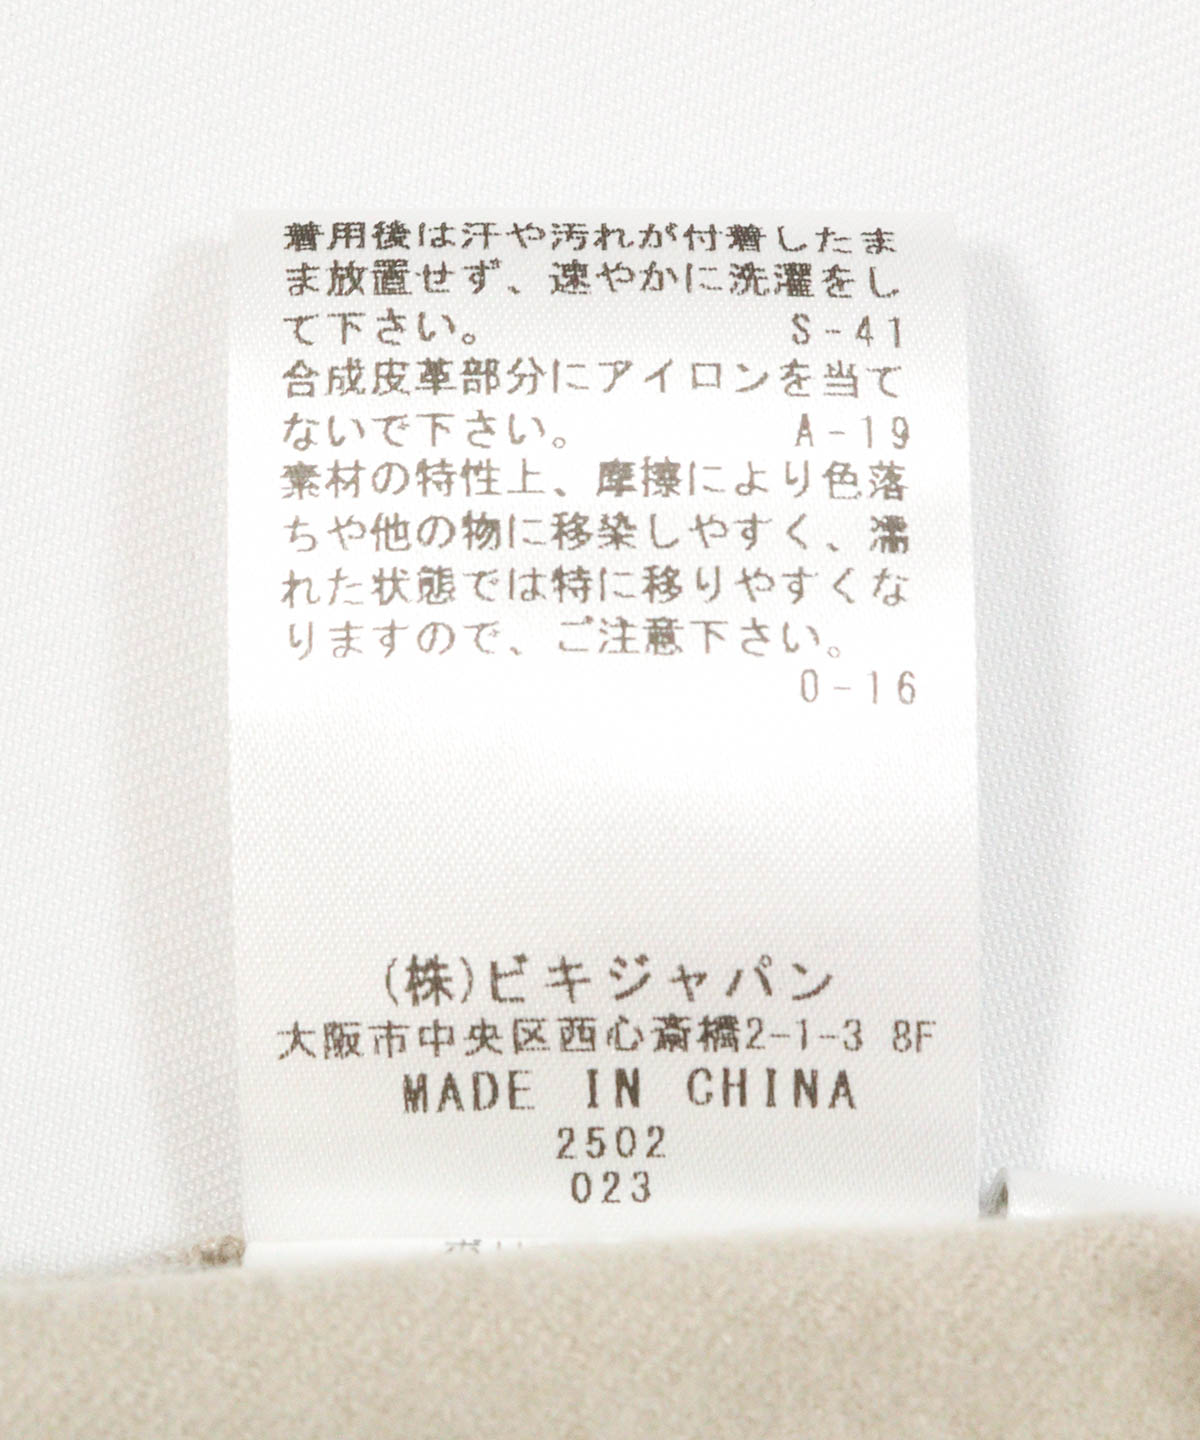 着用後は汗や汚れが付着したま
ま放置せず、速やかに洗濯をし
て下さい。 S-41
合成皮革部分にアイロンを当て
ないで下さい。 A-19
素材の特性上、摩擦により色落
ちや他の物に移染しやすく、濡
れた状態では特に移りやすくな
りますので、ご注意下さい。
O-16
(株)ビキジャパン
大阪市中央区西心斎橋2-1-3 8F
MADE IN CHINA
2502
023